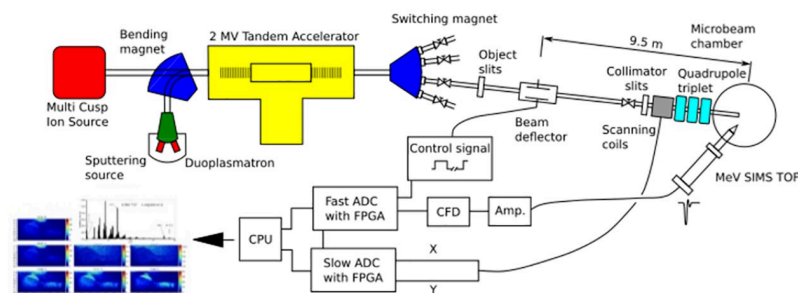 Bending
magnet
2 MV Tandem Accelerator
Switching magnet
Object
slits
9.5 m
Microbeam
chamber
Collimator
slits
Quadrupole
triplet
Multi Cusp
Ion Source
Sputtering
source
Duoplasmatron
Beam
deflector
Scanning
coils
MeV SIMS TOF
Control signal
Fast ADC
with FPGA
CFD
Amp.
CPU
Slow ADC
with FPGA
X
Y